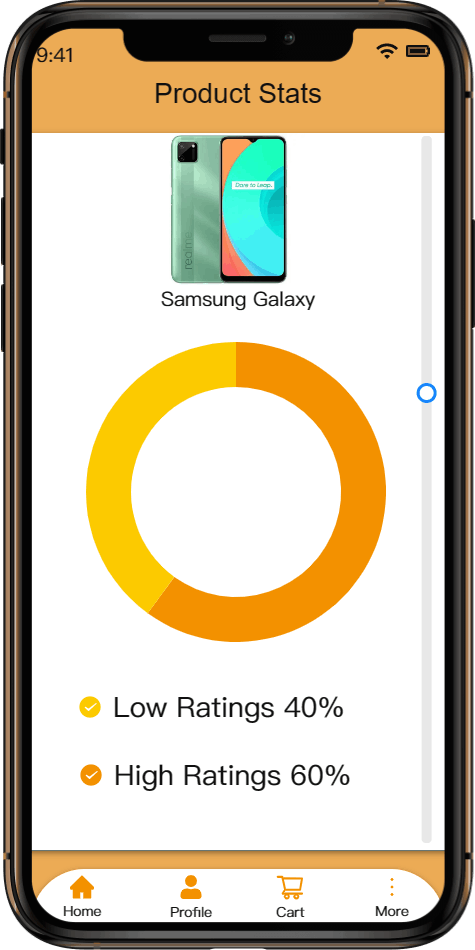 9:41
Product Stats
Dare to Leap.
realme
Samsung Galaxy
Low Ratings 40%
High Ratings 60%
Home
Profile
Cart
More